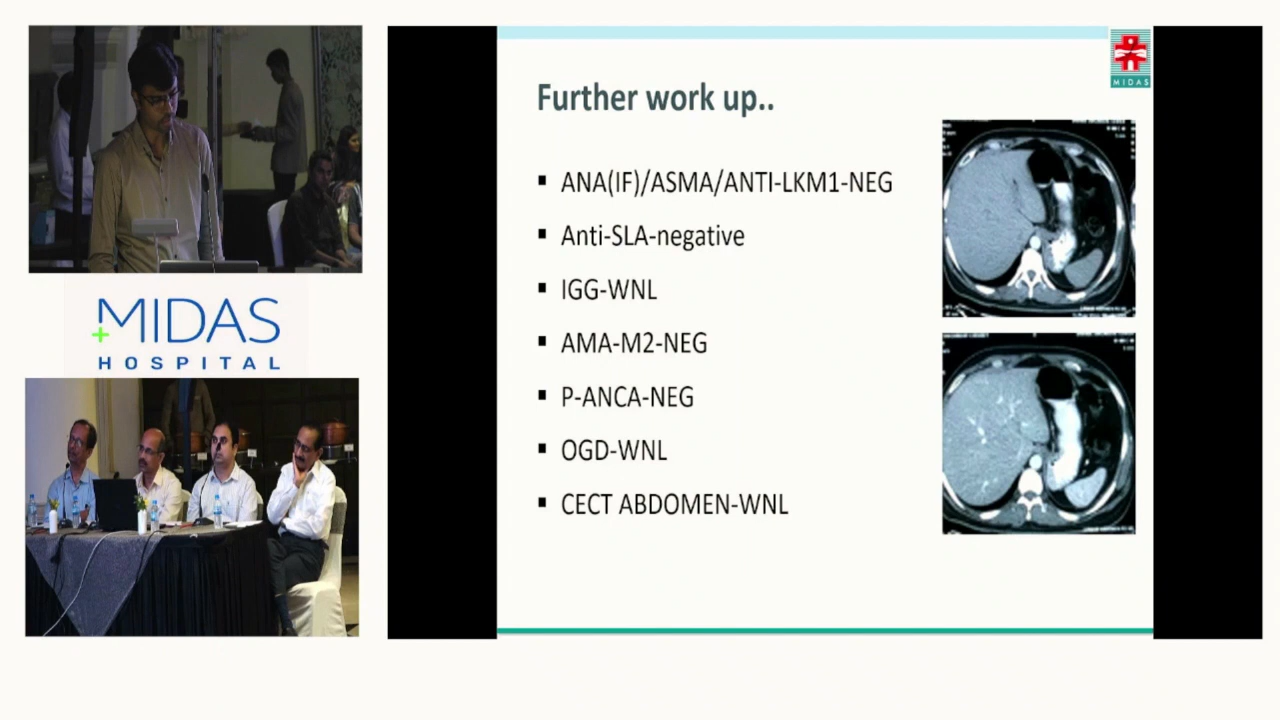 MIDAS
HOSPITAL
MIDAS
Further work up..
▪ ANA(IF)/ASMA/ANTI-LKM1-NEG
▪ Anti-SLA-negative
▪ IGG-WNL
▪ AMA-M2-NEG
▪ P-ANCA-NEG
▪ OGD-WNL
▪ CECT ABDOMEN-WNL